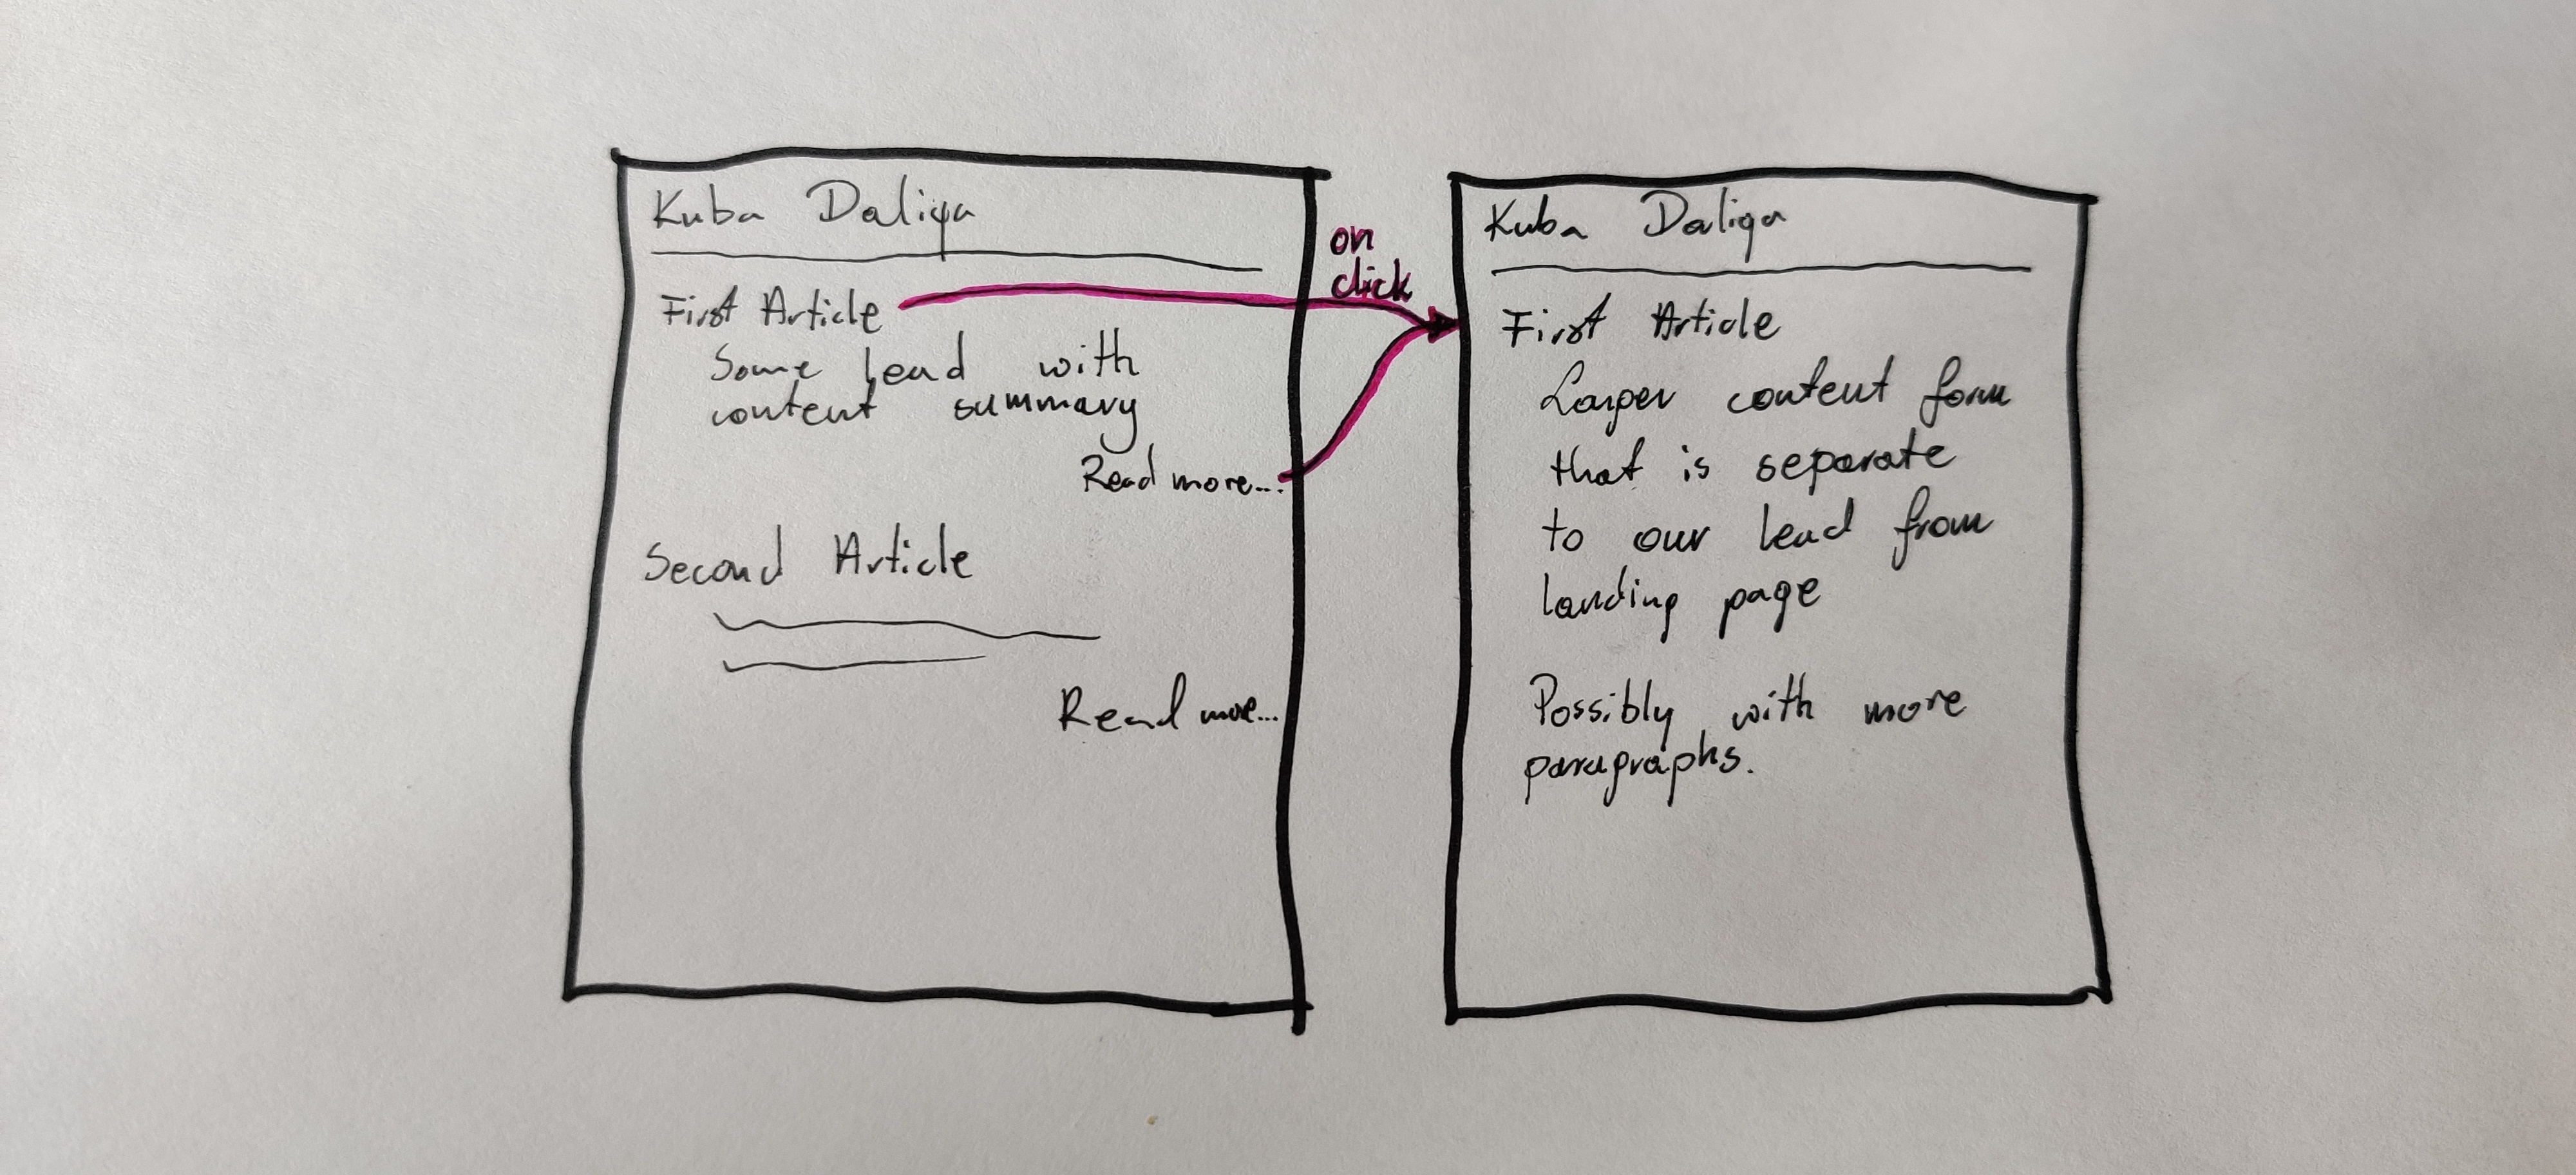 Kuba Daliga
First Article
Some lead with
content summary
Read more...
Second Article
Read more...
on
click
Kuba Daliga
First Article
Larger content form
that is separate
to our lead from
landing page
Possibly with more
paragraphs.